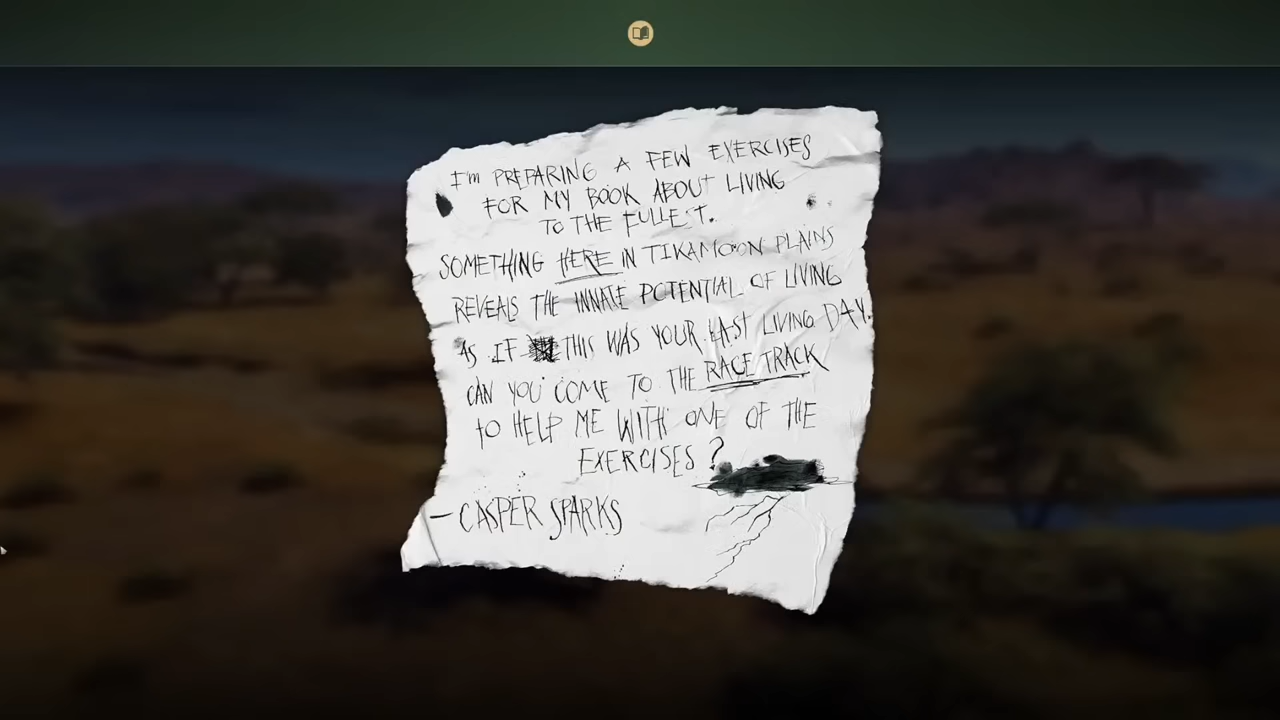 I'm PREPARING A FEW EXERCISES
FOR MY BOOK ABOUT LIVING
TO THE FULLEST.
SOMETHING HERE IN TIKAMOON PLAINS
REVEALS THE INNATE POTENTIAL OF LIVING
AS IF THIS WAS YOUR LAST LIVING DAY.
CAN YOU COME TO THE RACE TRACK
to HELP ME WITH ONE OF THE
EXERCISES?
– CASPER SPARKS